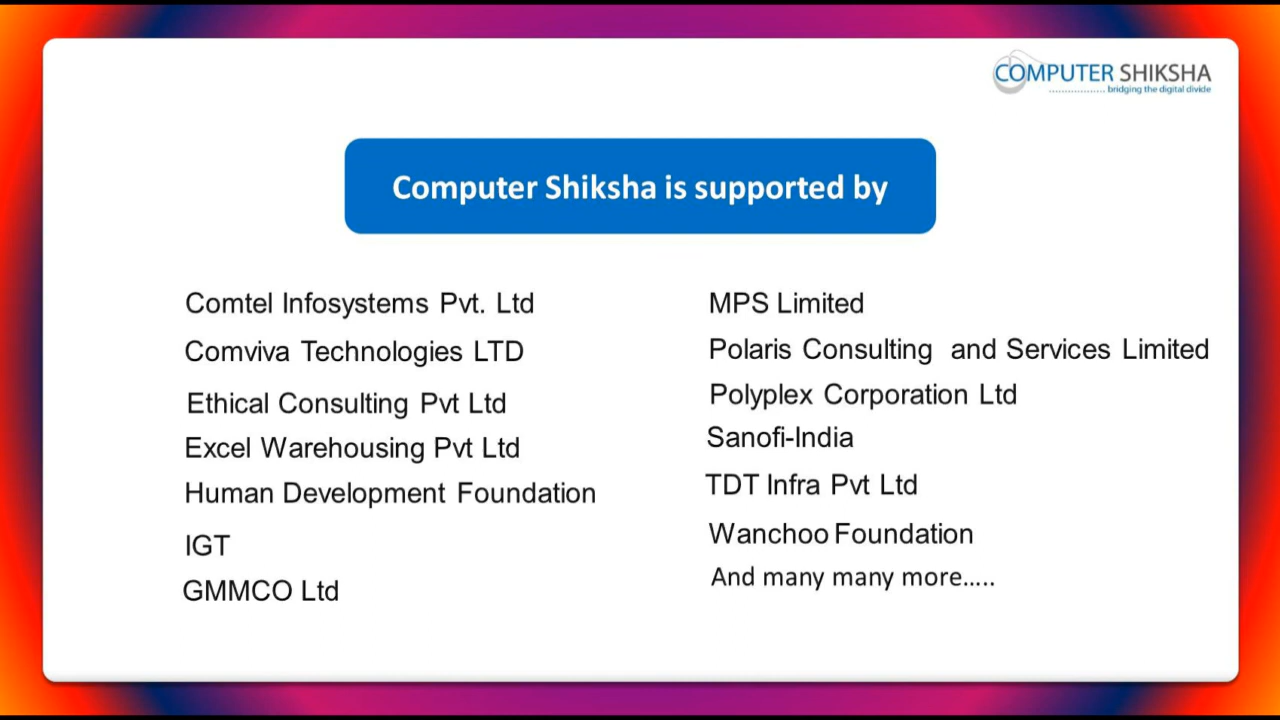 COMPUTER SHIKSHA
bridging the digital divide
Computer Shiksha is supported by
Comtel Infosystems Pvt. Ltd
Comviva Technologies LTD
Ethical Consulting Pvt Ltd
Excel Warehousing Pvt Ltd
Human Development Foundation
IGT
GMMCO Ltd
MPS Limited
Polaris Consulting and Services Limited
Polyplex Corporation Ltd
Sanofi-India
TDT Infra Pvt Ltd
Wanchoo Foundation
And many many more.....